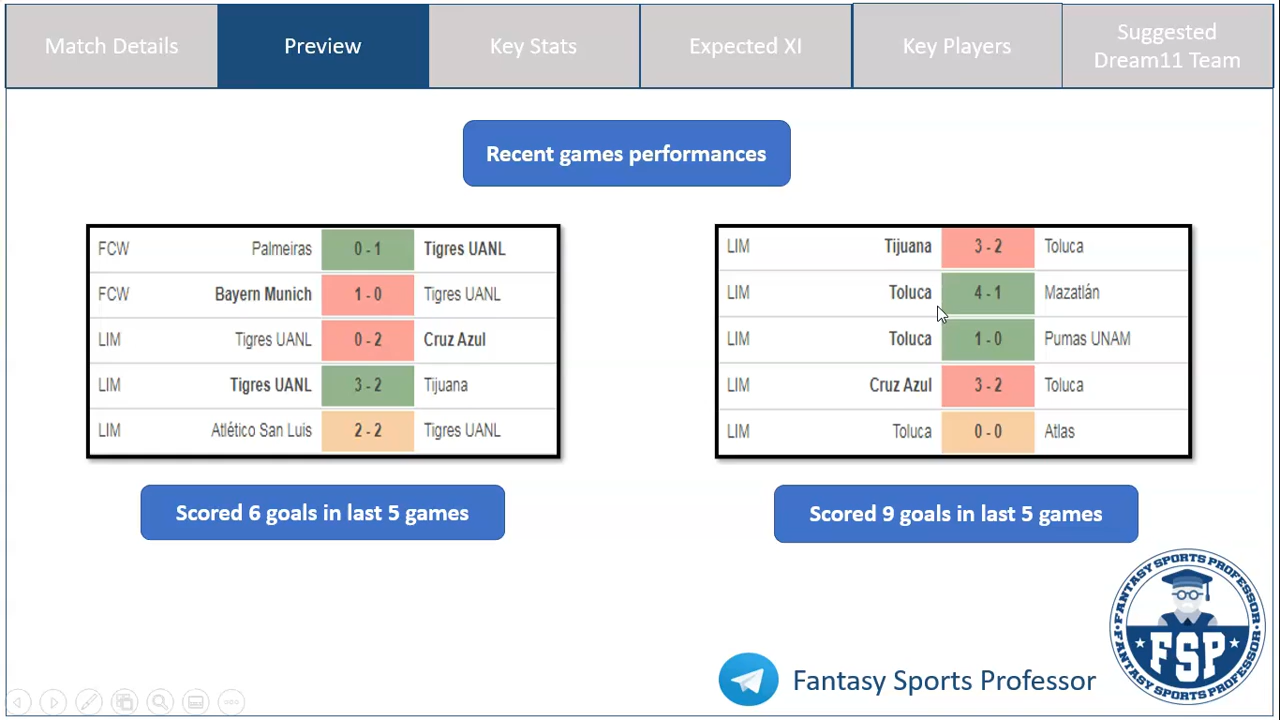 Match Details
Preview
Key Stats
Expected XI
Key Players
Suggested
Dream11 Team
Recent games performances
FCW Palmeiras 0 - 1 Tigres UANL
FCW Bayern Munich 1 - 0 Tigres UANL
LIM Tigres UANL 0 - 2 Cruz Azul
LIM Tigres UANL 3 - 2 Tijuana
LIM Atlético San Luis 2 - 2 Tigres UANL
LIM Tijuana 3 - 2 Toluca
LIM Toluca 4 - 1 Mazatlán
LIM Toluca 1 - 0 Pumas UNAM
LIM Cruz Azul 3 - 2 Toluca
LIM Toluca 0 - 0 Atlas
Scored 6 goals in last 5 games
Scored 9 goals in last 5 games
Fantasy Sports Professor
FANTASY SPORTS PROFESSOR
FSP
FANTASY SPORTS PROFESSOR